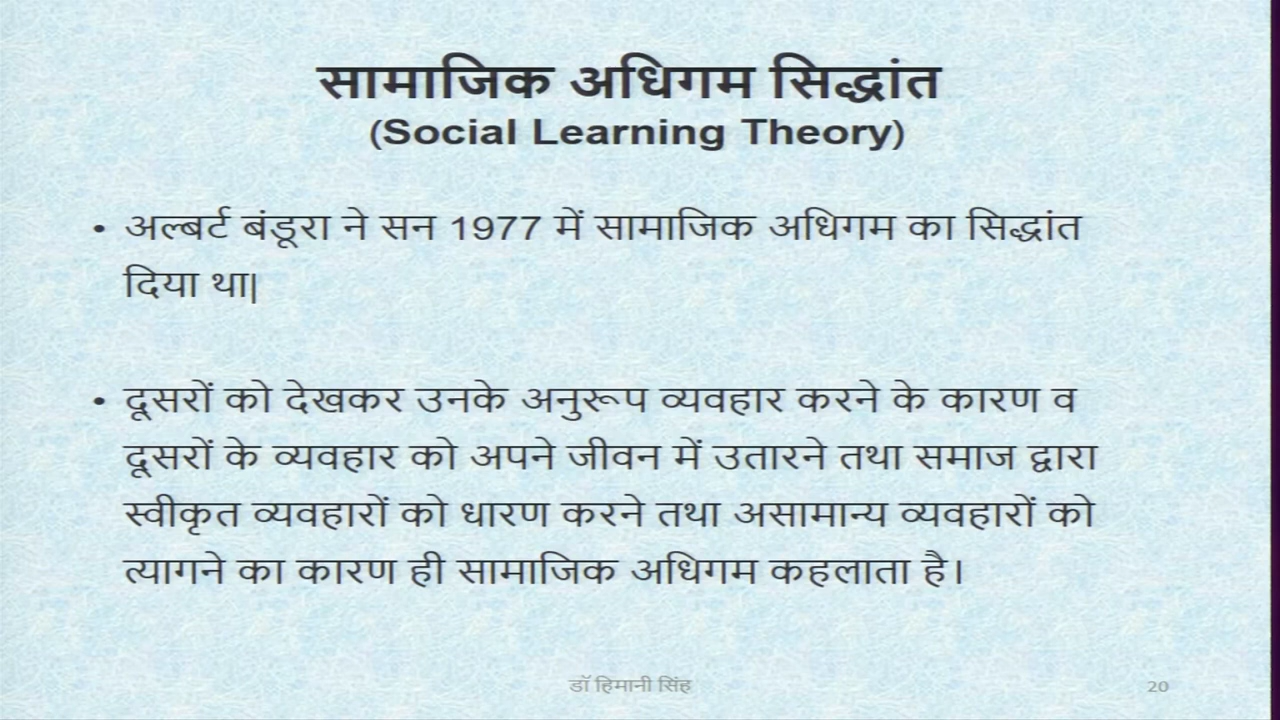 सामाजिक अधिगम सिद्धांत
(Social Learning Theory)
• अल्बर्ट बंडूरा ने सन 1977 में सामाजिक अधिगम का सिद्धांत
दिया था|
• दूसरों को देखकर उनके अनुरूप व्यवहार करने के कारण व
दूसरों के व्यवहार को अपने जीवन में उतारने तथा समाज द्वारा
स्वीकृत व्यवहारों को धारण करने तथा असामान्य व्यवहारों को
त्यागने का कारण ही सामाजिक अधिगम कहलाता है।
डॉ हिमानी सिंह
20